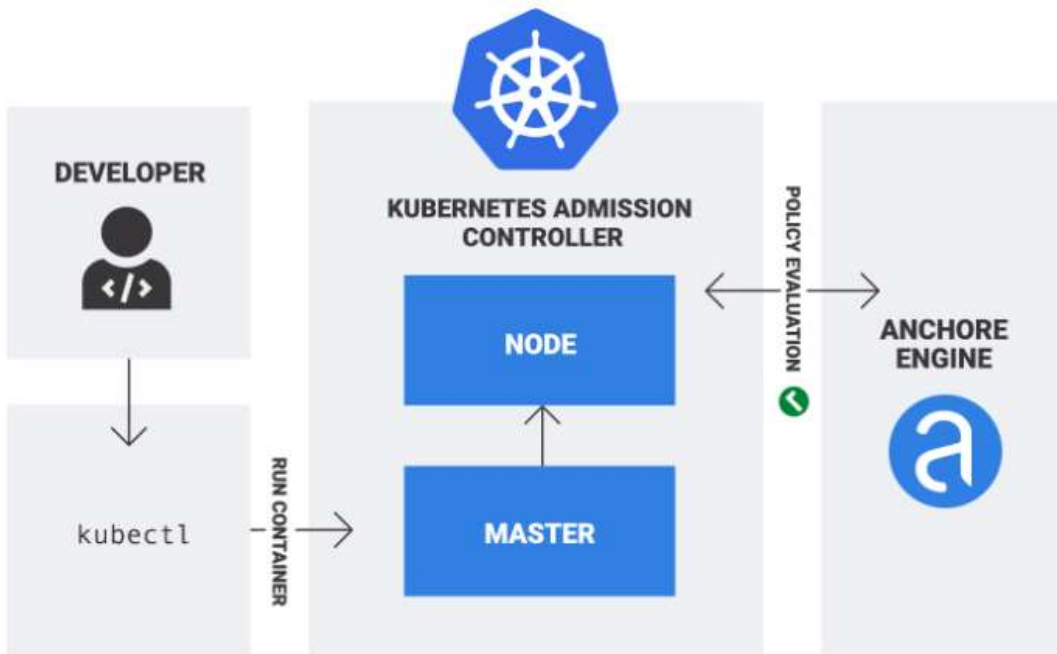 DEVELOPER
</>
kubectl
RUN CONTAINER
KUBERNETES ADMISSION
CONTROLLER
NODE
MASTER
POLICY EVALUATION
ANCHORE
ENGINE
a